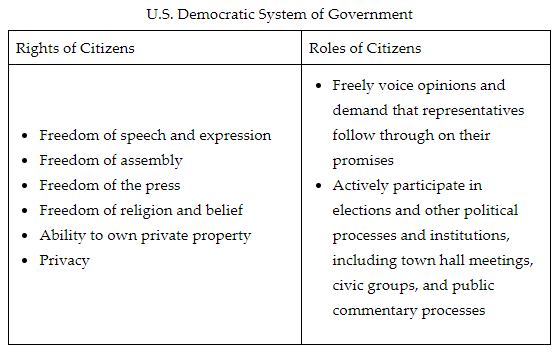 U.S. Democratic System of Government
Rights of Citizens
• Freedom of speech and expression
• Freedom of assembly
• Freedom of the press
• Freedom of religion and belief
• Ability to own private property
• Privacy
Roles of Citizens
• Freely voice opinions and
demand that representatives
follow through on their
promises
• Actively participate in
elections and other political
processes and institutions,
including town hall meetings,
civic groups, and public
commentary processes